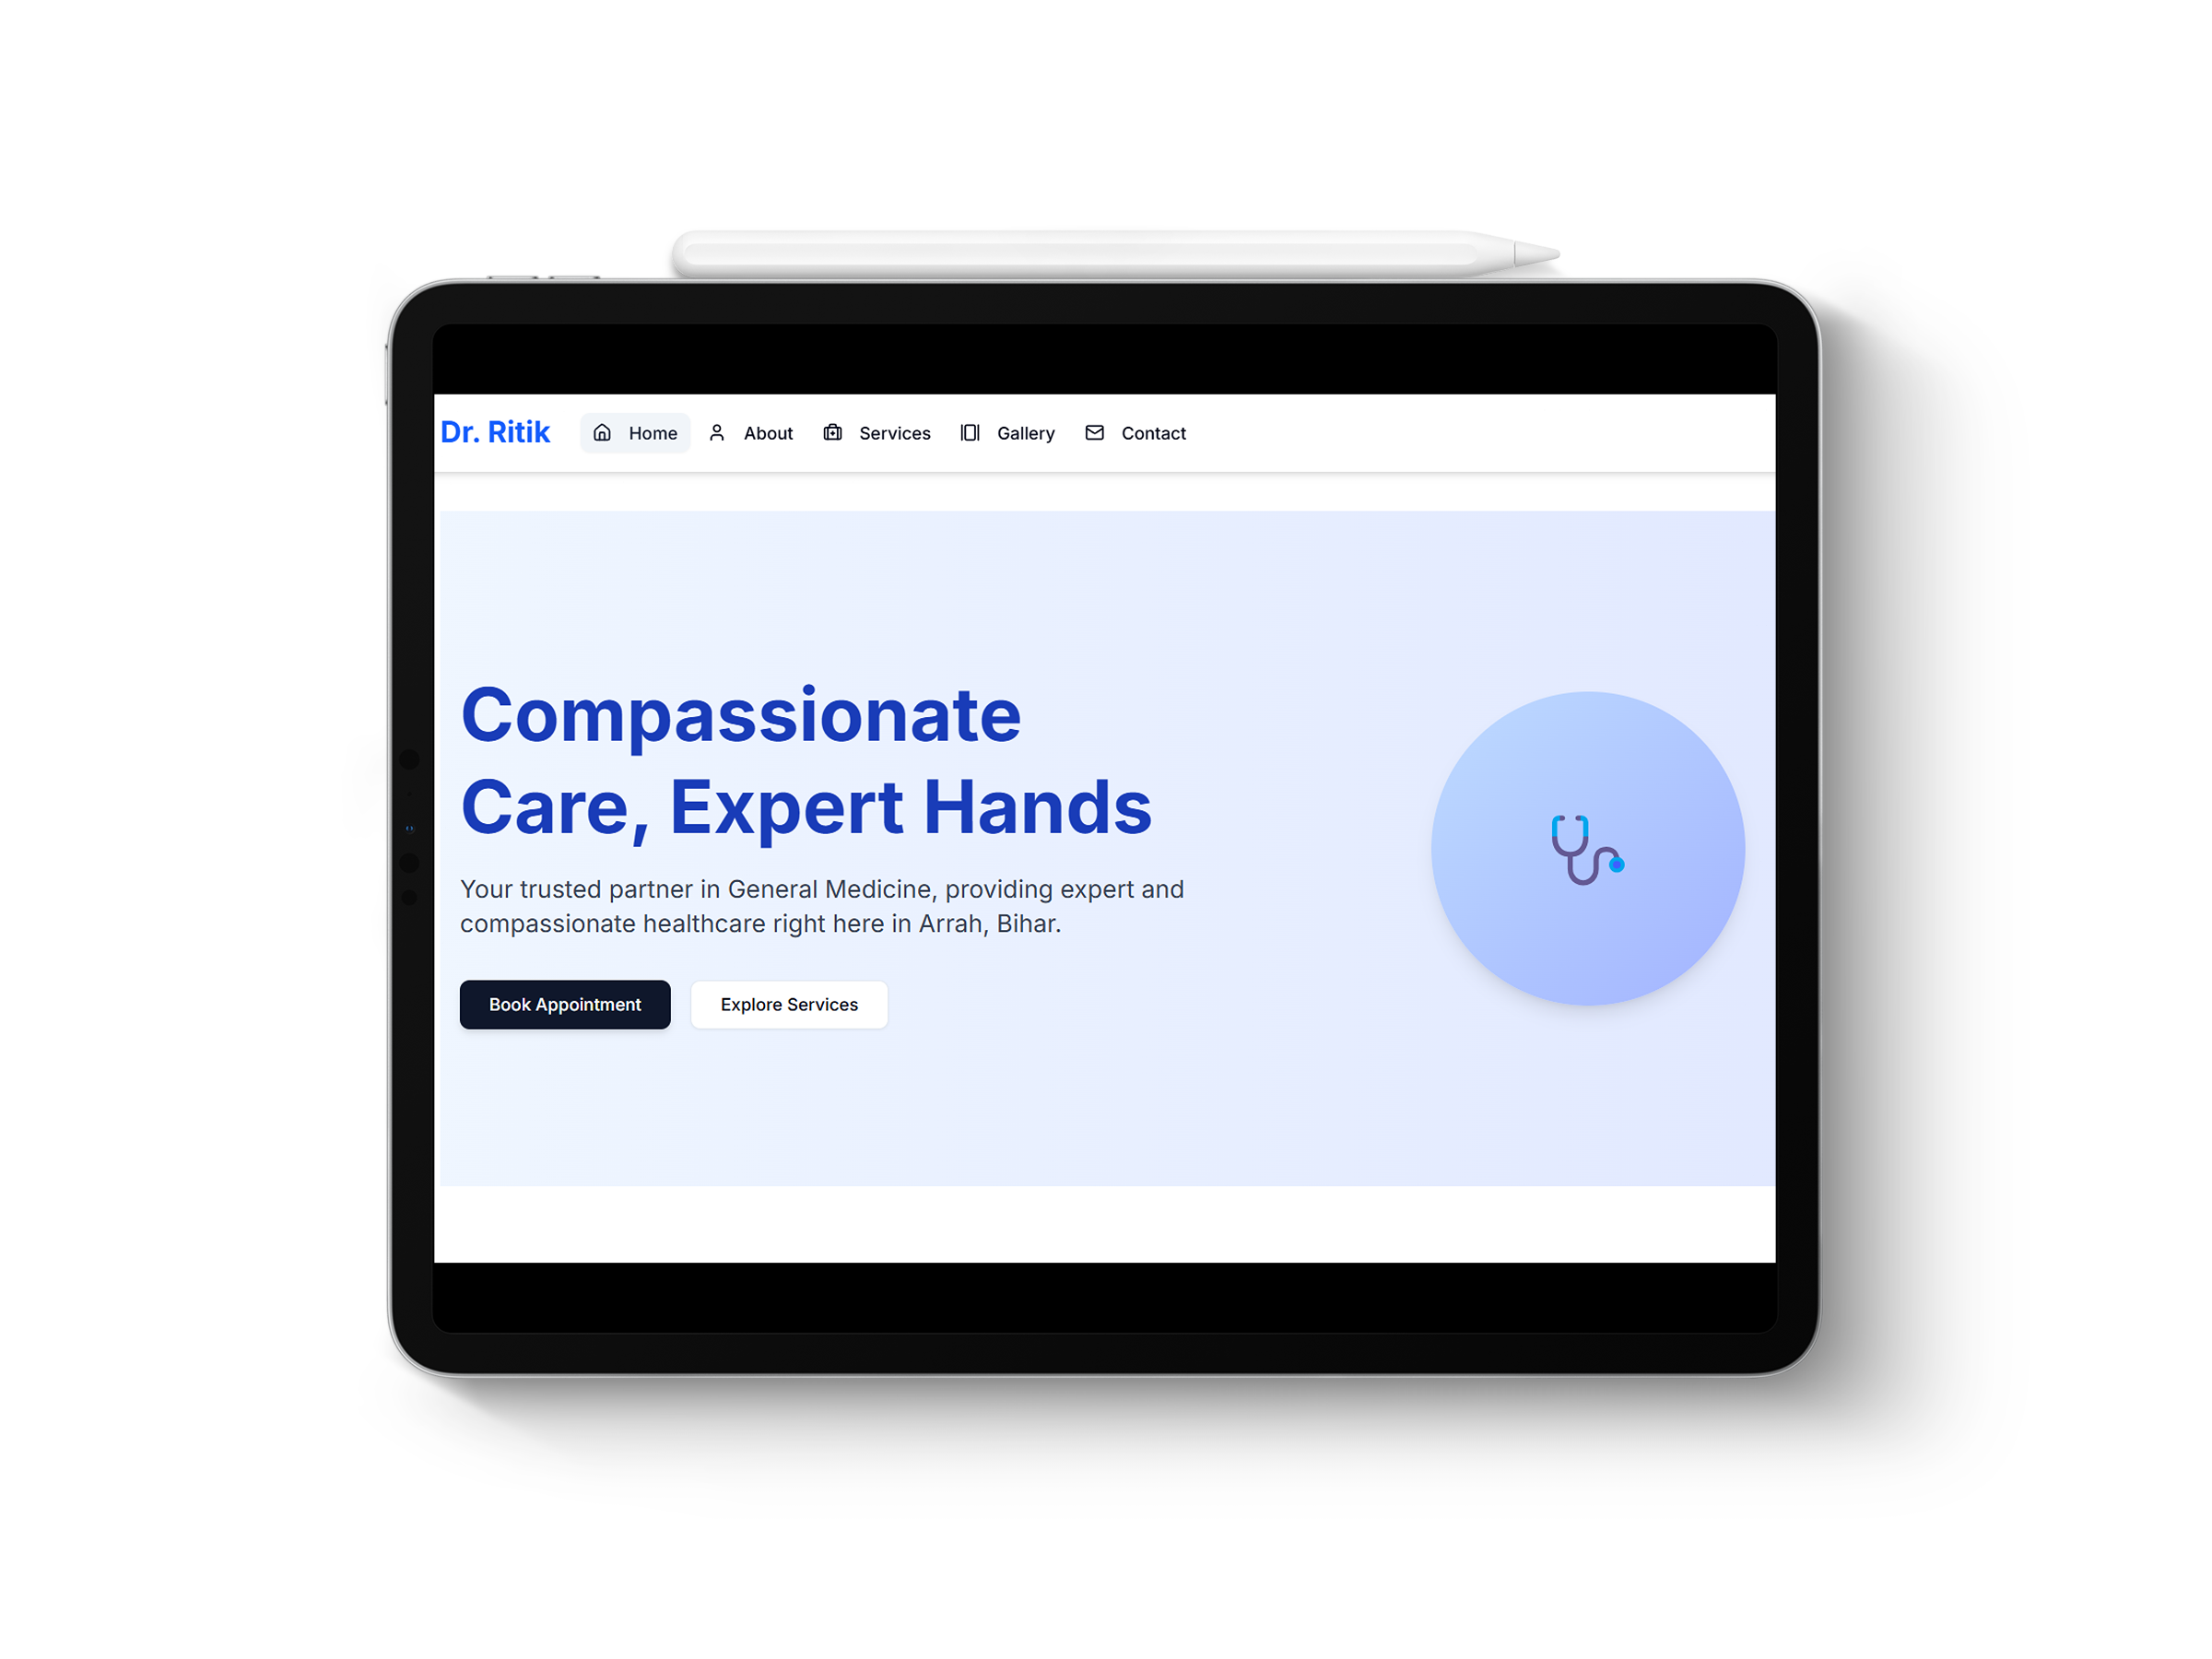 Dr. Ritik Home About Services Gallery Contact
Compassionate
Care, Expert Hands
Your trusted partner in General Medicine, providing expert and
compassionate healthcare right here in Arrah, Bihar.
Book Appointment Explore Services